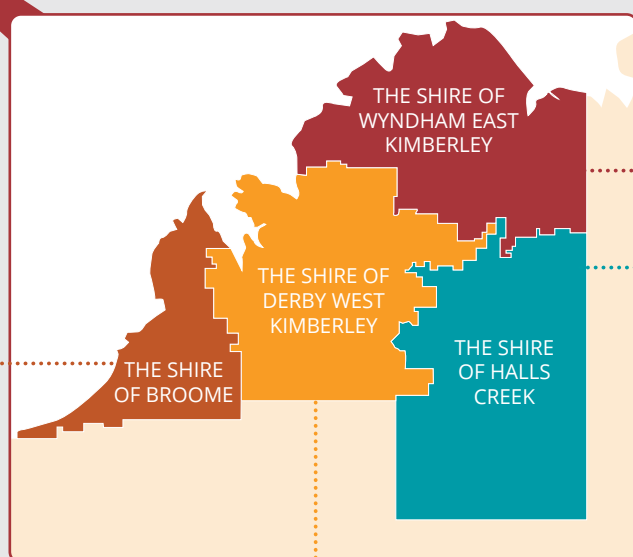 THE SHIRE OF
WYNDHAM EAST
KIMBERLEY
THE SHIRE OF
DERBY WEST
KIMBERLEY
THE SHIRE
OF HALLS
CREEK
THE SHIRE
OF BROOME